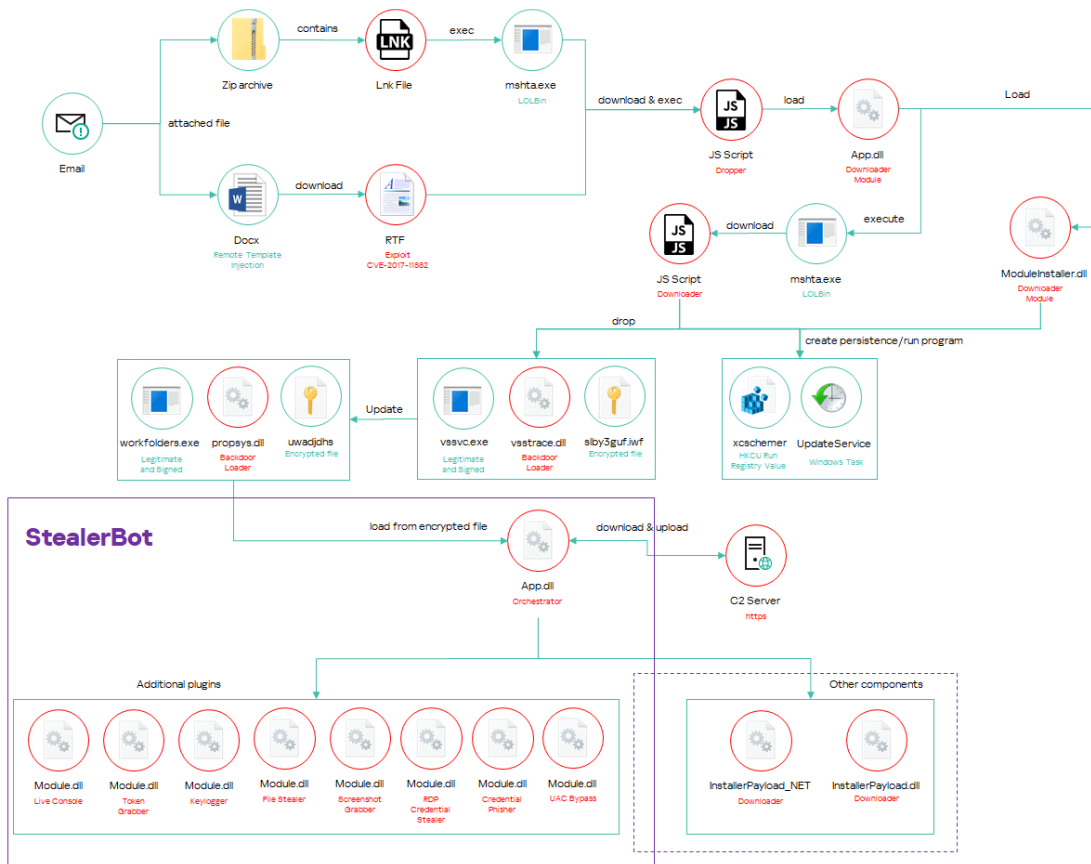 contains
exec
LNK
Zip archive
Lnk File
mshta.exe
LOLBin
download & exec
JS
JS
load
Load
attached file
Email
JS Script
Dropper
App.dll
Downloader
Module
download
W
A
Docx
Remote Template
Injection
RTF
Exploit
CVE-2017-11882
execute
download
JS
JS
JS Script
Downloader
mshta.exe
LOLBin
ModuleInstaller.dll
Downloader
Module
drop
create persistence/run program
Update
workfolders.exe
Legitimate
and Signed
propsys.dll
Backdoor
Loader
uwadjdhs
Encrypted file
vssvc.exe
Legitimate
and Signed
vsstrace.dll
Backdoor
Loader
slby3guf.iwf
Encrypted file
xcschemer
HKCU Run
Registry Value
UpdateService
Windows Task
StealerBot
load from encrypted file
download & upload
App.dll
Orchestrator
C2 Server
https
Additional plugins
Other components
Module.dll
Live Console
Module.dll
Token
Grabber
Module.dll
Keylogger
Module.dll
File Stealer
Module.dll
Screenshot
Grabber
Module.dll
RDP
Credential
Stealer
Module.dll
Credential
Phisher
Module.dll
UAC Bypass
InstallerPayload_NET
Downloader
InstallerPayload.dll
Downloader